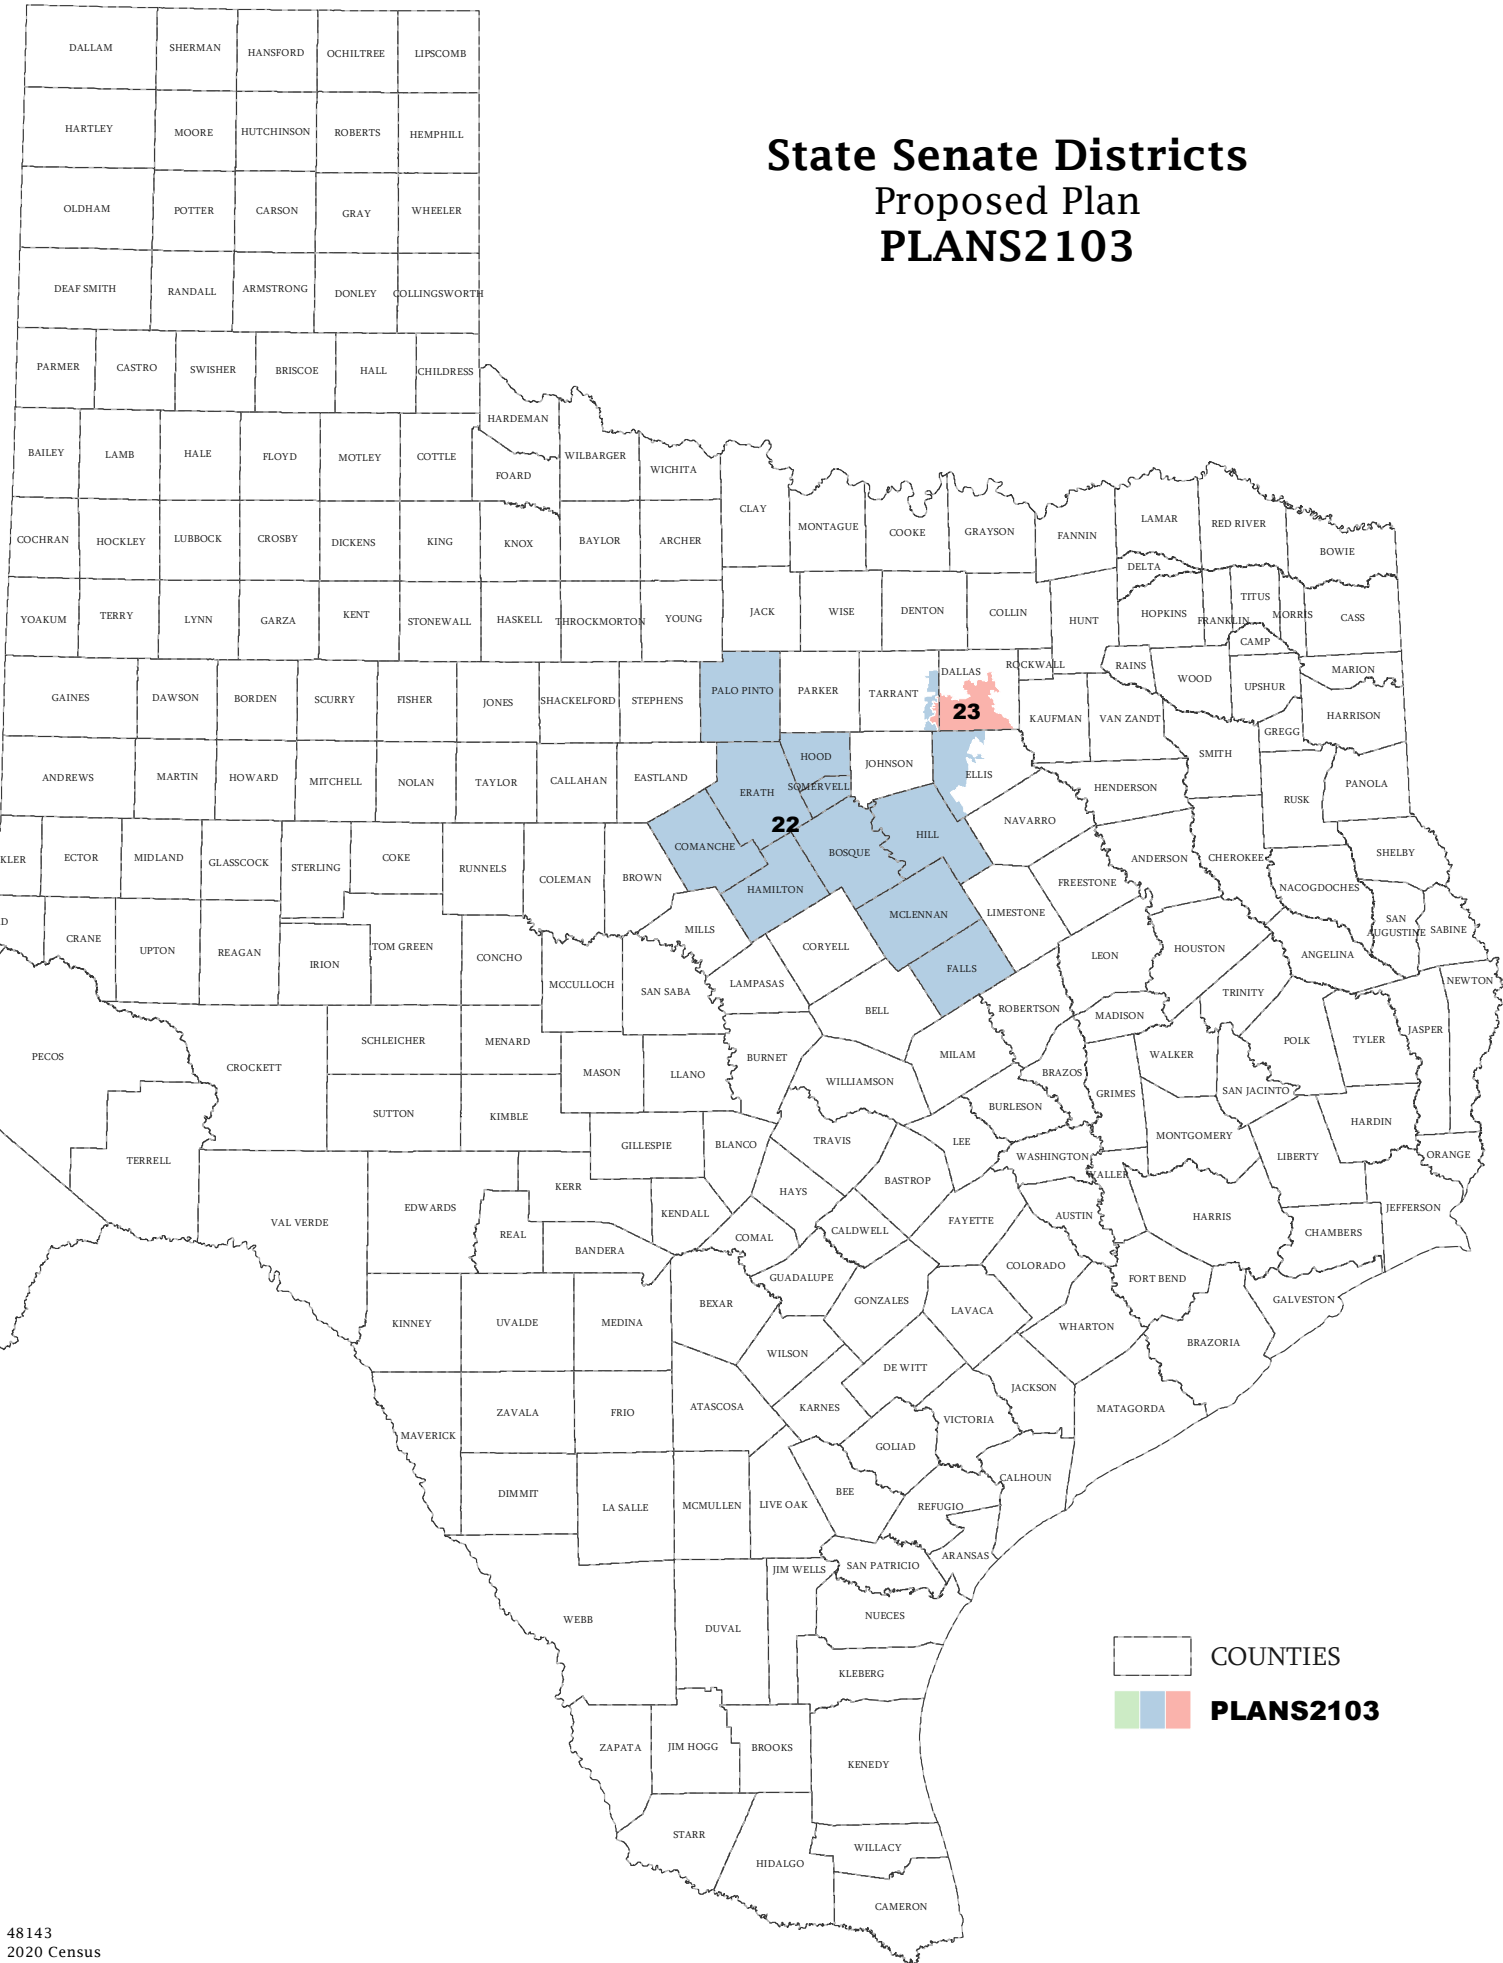 State Senate Districts
Proposed Plan
PLANS2103
DALLAM
SHERMAN
HANSFORD
OCHILTREE
LIPSCOMB
HARTLEY
MOORE
HUTCHINSON
ROBERTS
HEMPHILL
OLDHAM
POTTER
CARSON
GRAY
WHEELER
DEAF SMITH
RANDALL
ARMSTRONG
DONLEY
COLLINGSWORTH
PARMER
CASTRO
SWISHER
BRISCOE
HALL
CHILDRESS
HARDEMAN
BAILEY
LAMB
HALE
FLOYD
MOTLEY
COTTLE
FOARD
WILBARGER
WICHITA
CLAY
MONTAGUE
COOKE
GRAYSON
FANNIN
LAMAR
RED RIVER
BOWIE
DELTA
COCHRAN
HOCKLEY
LUBBOCK
CROSBY
DICKENS
KING
KNOX
BAYLOR
ARCHER
YOAKUM
TERRY
LYNN
GARZA
KENT
STONEWALL
HASKELL
THROCKMORTON
YOUNG
JACK
WISE
DENTON
COLLIN
HUNT
HOPKINS
FRANKLIN
TITUS
MORRIS
CASS
CAMP
GAINES
DAWSON
BORDEN
SCURRY
FISHER
JONES
SHACKELFORD
STEPHENS
PALO PINTO
PARKER
TARRANT
DALLAS
ROCKWALL
RAINS
WOOD
UPSHUR
MARION
HARRISON
GREGG
23
KAUFMAN
VAN ZANDT
SMITH
ANDREWS
MARTIN
HOWARD
MITCHELL
NOLAN
TAYLOR
CALLAHAN
EASTLAND
ERATH
HOOD
SOMERVELL
JOHNSON
ELLIS
HENDERSON
RUSK
PANOLA
22
KLER
ECTOR
MIDLAND
GLASSCOCK
STERLING
COKE
RUNNELS
COLEMAN
BROWN
COMANCHE
HAMILTON
BOSQUE
HILL
NAVARRO
ANDERSON
CHEROKEE
NACOGDOCHES
SHELBY
FREESTONE
LIMESTONE
MCLENNAN
D
CRANE
UPTON
REAGAN
IRION
TOM GREEN
CONCHO
MCCULLOCH
SAN SABA
MILLS
LAMPASAS
CORYELL
FALLS
LEON
HOUSTON
ANGELINA
SAN
AUGUSTINE
SABINE
NEWTON
BELL
ROBERTSON
MADISON
TRINITY
POLK
TYLER
JASPER
PECOS
CROCKETT
SCHLEICHER
MENARD
MASON
LLANO
BURNET
WILLIAMSON
MILAM
BRAZOS
WALKER
GRIMES
SAN JACINTO
HARDIN
SUTTON
KIMBLE
GILLESPIE
BLANCO
TRAVIS
LEE
BURLESON
WASHINGTON
MONTGOMERY
LIBERTY
ORANGE
TERRELL
VAL VERDE
EDWARDS
KERR
REAL
BANDERA
KENDALL
HAYS
COMAL
CALDWELL
BASTROP
FAYETTE
AUSTIN
WALLER
HARRIS
CHAMBERS
JEFFERSON
COLORADO
FORT BEND
GALVESTON
KINNEY
UVALDE
MEDINA
BEXAR
GUADALUPE
GONZALES
LAVACA
WHARTON
BRAZORIA
WILSON
DE WITT
JACKSON
MATAGORDA
MAVERICK
ZAVALA
FRIO
ATASCOSA
KARNES
GOLIAD
VICTORIA
CALHOUN
DIMMIT
LA SALLE
MCMULLEN
LIVE OAK
BEE
REFUGIO
ARANSAS
SAN PATRICIO
JIM WELLS
WEBB
DUVAL
NUECES
KLEBERG
ZAPATA
JIM HOGG
BROOKS
KENEDY
STARR
HIDALGO
WILLACY
CAMERON
COUNTIES
PLANS2103
48143
2020 Census